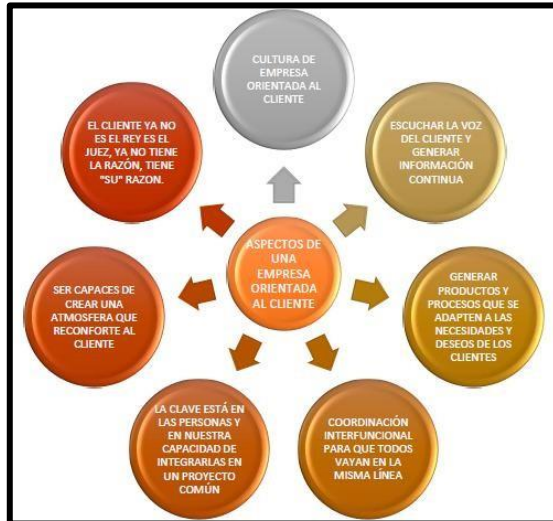 CULTURA DE
EMPRESA
ORIENTADA AL
CLIENTE
ESCUCHAR LA VOZ
DEL CLIENTE Y
GENERAR
INFORMACIÓN
CONTINUA
GENERAR
PRODUCTOS Y
PROCESOS QUE SE
ADAPTEN A LAS
NECESIDADES Y
DESEOS DE LOS
CLIENTES
COORDINACIÓN
INTERFUNCIONAL
PARA QUE TODOS
VAYAN EN LA
MISMA LÍNEA
LA CLAVE ESTÁ EN
LAS PERSONAS Y
EN NUESTRA
CAPACIDAD DE
INTEGRARLAS EN
UN PROYECTO
COMÚN
SER CAPACES DE
CREAR UNA
ATMOSFERA QUE
RECONFORTE AL
CLIENTE
EL CLIENTE YA NO
ES EL REY ES EL
JUEZ, YA NO TIENE
LA RAZÓN, TIENE
"SU" RAZON.
ASPECTOS DE
UNA
EMPRESA
ORIENTADA
AL CLIENTE